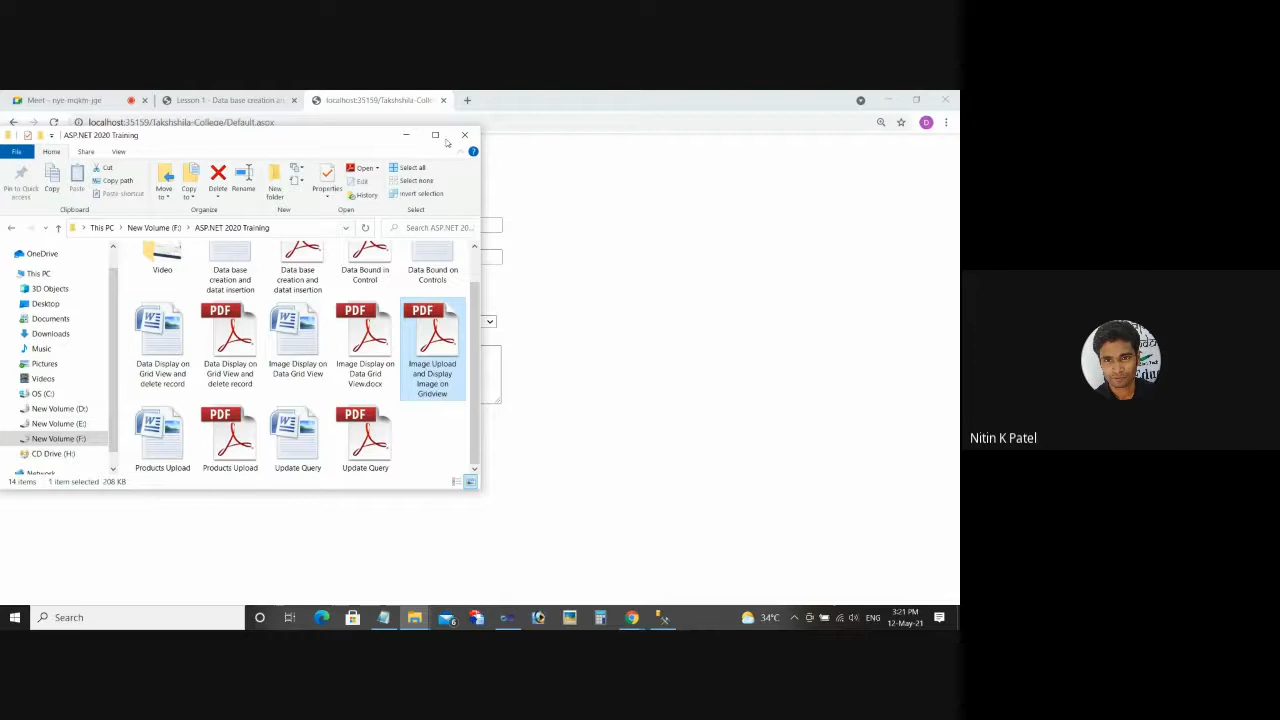 Meet – nye-mqkm-jge
Lesson 1 - Data base creation an
localhost:35159/Takshshila-Colle
localhost:35159/Takshshila-College/Default.aspx
D
ASP.NET 2020 Training
File Home Share View
Pin to Quick access
Copy
Paste
Cut
Copy path
Paste shortcut
Clipboard
Move to
Copy to
Delete
Rename
Organize
New folder
New
Properties
Open
Edit
History
Open
Select all
Select none
Invert selection
Select
This PC New Volume (F:) ASP.NET 2020 Training
Search ASP.NET 20...
OneDrive
This PC
3D Objects
Desktop
Documents
Downloads
Music
Pictures
Videos
OS (C:)
New Volume (D:)
New Volume (E:)
New Volume (F:)
CD Drive (H:)
Network
Video
Data base creation and datat insertion
Data base creation and datat insertion
Data Bound in Control
Data Bound on Controls
PDF
PDF
PDF
Data Display on Grid View and delete record
Data Display on Grid View and delete record
Image Display on Data Grid View
Image Display on Data Grid View.docx
Image Upload and Display Image on Gridview
PDF
PDF
Products Upload
Products Upload
Update Query
Update Query
14 items 1 item selected 208 KB
Search
6
34°C
ENG
3:21 PM
12-May-21
Nitin K Patel